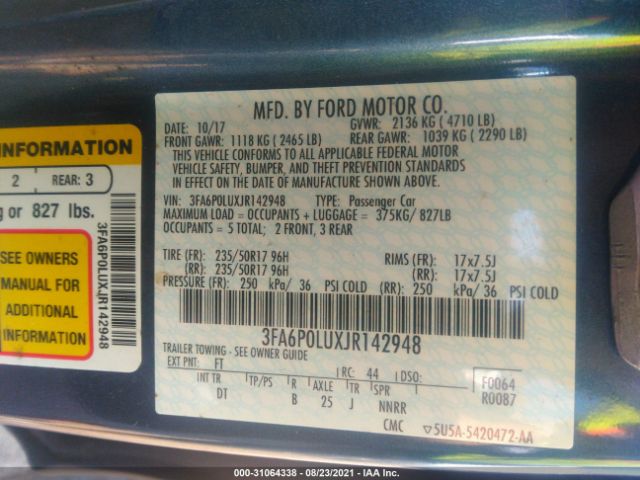 INFORMATION
2 REAR: 3
or 827 lbs.
SEE OWNERS
MANUAL FOR
ADDITIONAL
INFORMATION
3FA6P0LUXJR142948
MFD. BY FORD MOTOR CO.
DATE: 10/17 GVWR: 2136 KG ( 4710 LB)
FRONT GAWR: 1118 KG ( 2465 LB) REAR GAWR: 1039 KG ( 2290 LB)
THIS VEHICLE CONFORMS TO ALL APPLICABLE FEDERAL MOTOR
VEHICLE SAFETY, BUMPER, AND THEFT PREVENTION STANDARDS
IN EFFECT ON THE DATE OF MANUFACTURE SHOWN ABOVE.
VIN: 3FA6P0LUXJR142948 TYPE: Passenger Car
MAXIMUM LOAD = OCCUPANTS + LUGGAGE = 375KG/ 827LB
OCCUPANTS = 5 TOTAL; 2 FRONT, 3 REAR
TIRE (FR): 235/50R17 96H RIMS (FR): 17x7.5J
(RR): 235/50R17 96H (RR): 17x7.5J
PRESSURE (FR): 250 kPa/ 36 PSI COLD (RR): 250 kPa/ 36 PSI COLD
3FA6P0LUXJR142948
TRAILER TOWING - SEE OWNER GUIDE
EXT PNT: FT RC: 44 DSO: F0064
INT TR TP/PS R AXLE TR SPR R0087
DT B 25 J NNRR
CMC ▽5U5A-5420472-AA
000-31064338 - 08/23/2021 - IAA Inc.